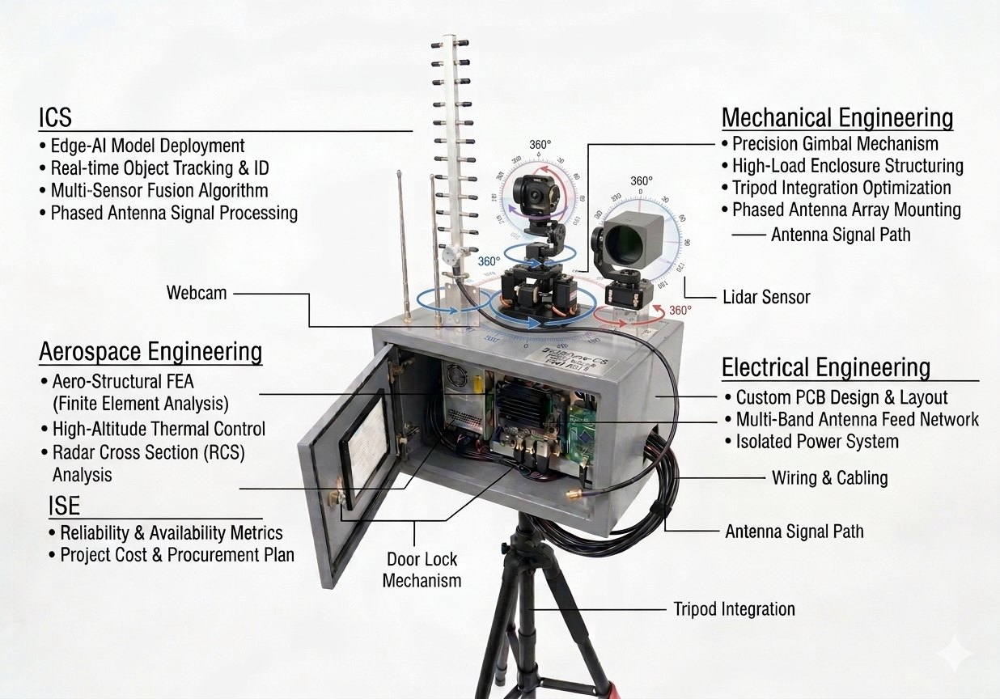 ICS
• Edge-AI Model Deployment
• Real-time Object Tracking & ID
• Multi-Sensor Fusion Algorithm
• Phased Antenna Signal Processing
Webcam
Aerospace Engineering
• Aero-Structural FEA
(Finite Element Analysis)
• High-Altitude Thermal Control
• Radar Cross Section (RCS)
Analysis
ISE
• Reliability & Availability Metrics
• Project Cost & Procurement Plan
Door Lock
Mechanism
360°
360°
360°
360°
Mechanical Engineering
• Precision Gimbal Mechanism
• High-Load Enclosure Structuring
• Tripod Integration Optimization
• Phased Antenna Array Mounting
Antenna Signal Path
Lidar Sensor
Electrical Engineering
• Custom PCB Design & Layout
• Multi-Band Antenna Feed Network
• Isolated Power System
Wiring & Cabling
Antenna Signal Path
Tripod Integration